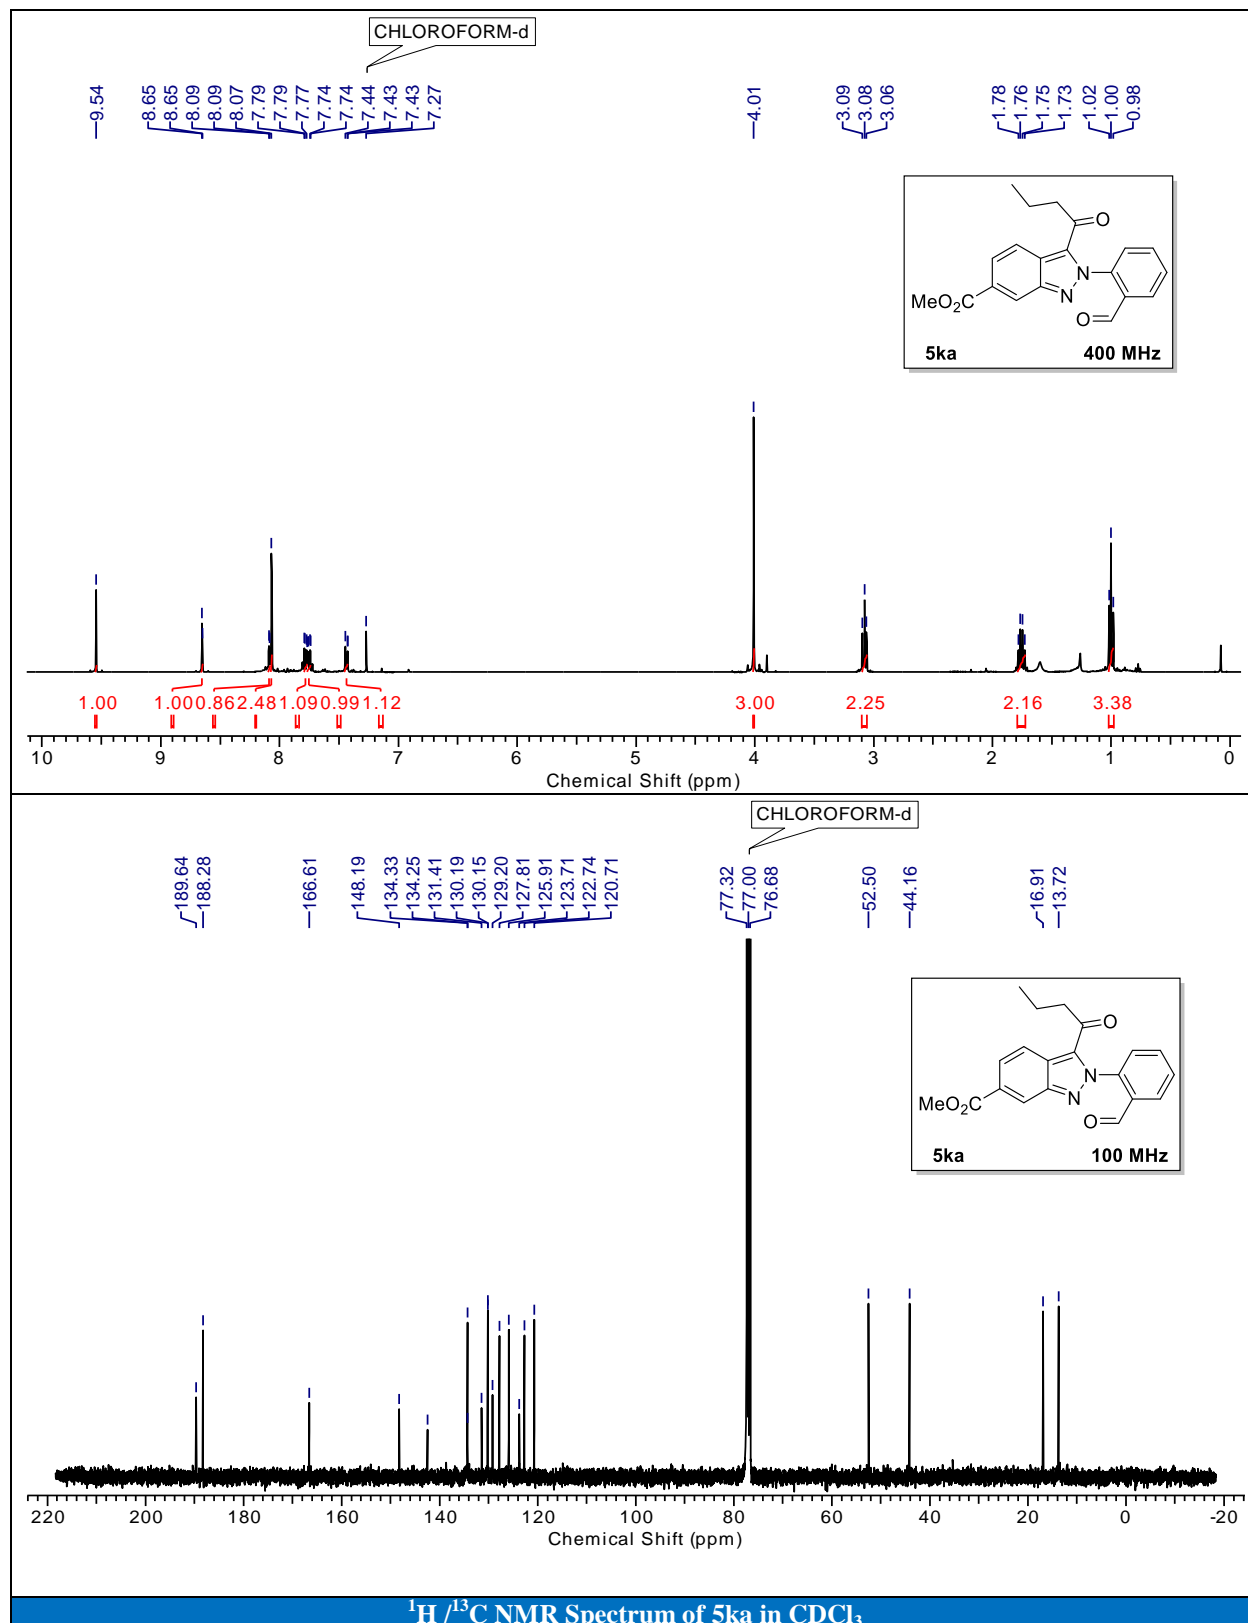 CHLOROFORM-d
9.54
8.65
8.65
8.09
8.09
8.07
7.79
7.79
7.77
7.74
7.74
7.44
7.43
7.43
7.27
4.01
3.09
3.08
3.06
1.78
1.76
1.75
1.73
1.02
1.00
0.98
O
N
N
MeO2C
O
5ka 400 MHz
1.00 1.00 0.86 2.48 1.09 0.99 1.12 3.00 2.25 2.16 3.38
10 9 8 7 6 5 4 3 2 1 0
Chemical Shift (ppm)
CHLOROFORM-d
189.64
188.28
166.61
148.19
134.33
134.25
131.41
130.19
130.15
129.20
127.81
125.91
123.71
122.74
120.71
77.32
77.00
76.68
52.50
44.16
16.91
13.72
O
N
N
MeO2C
O
5ka 100 MHz
220 200 180 160 140 120 100 80 60 40 20 0 -20
Chemical Shift (ppm)
¹H /¹³C NMR Spectrum of 5ka in CDCl₃